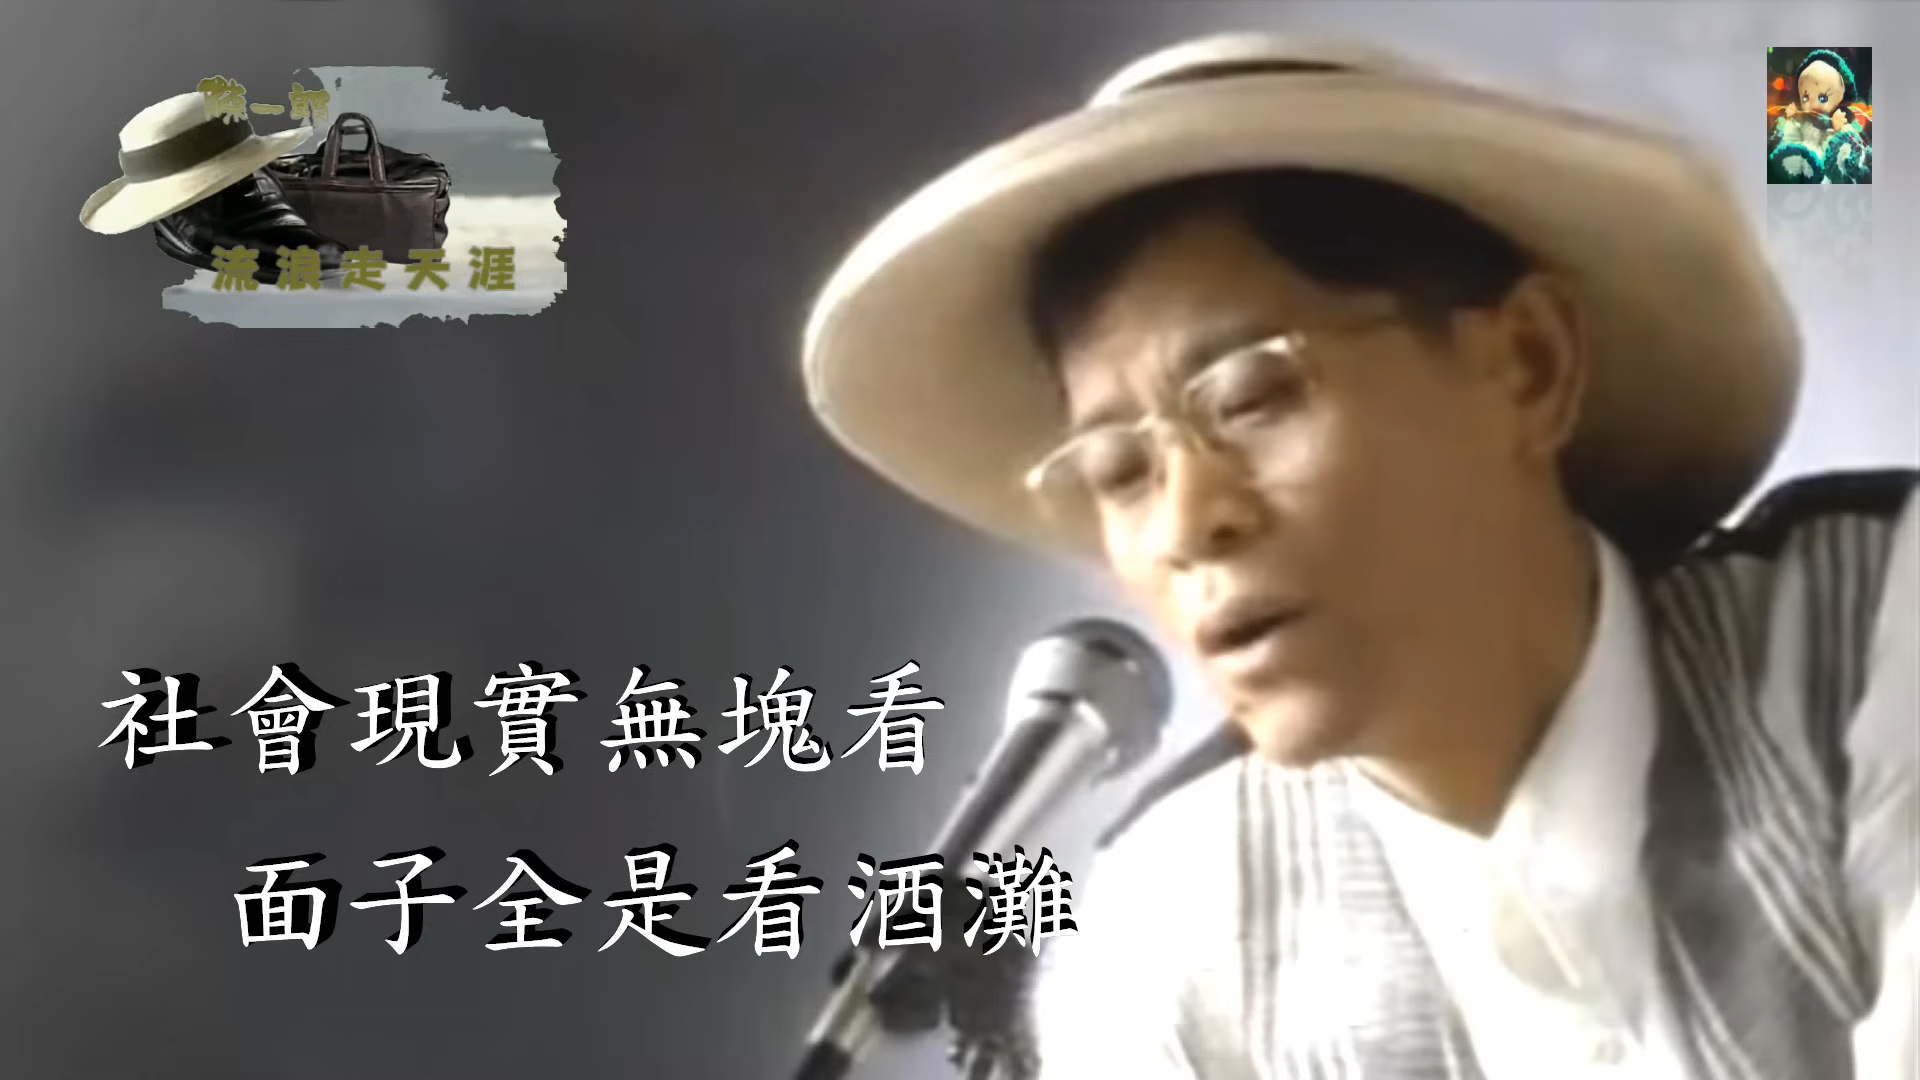 陳一郎
流浪走天涯
社會現實無塊看
面子全是看酒灘